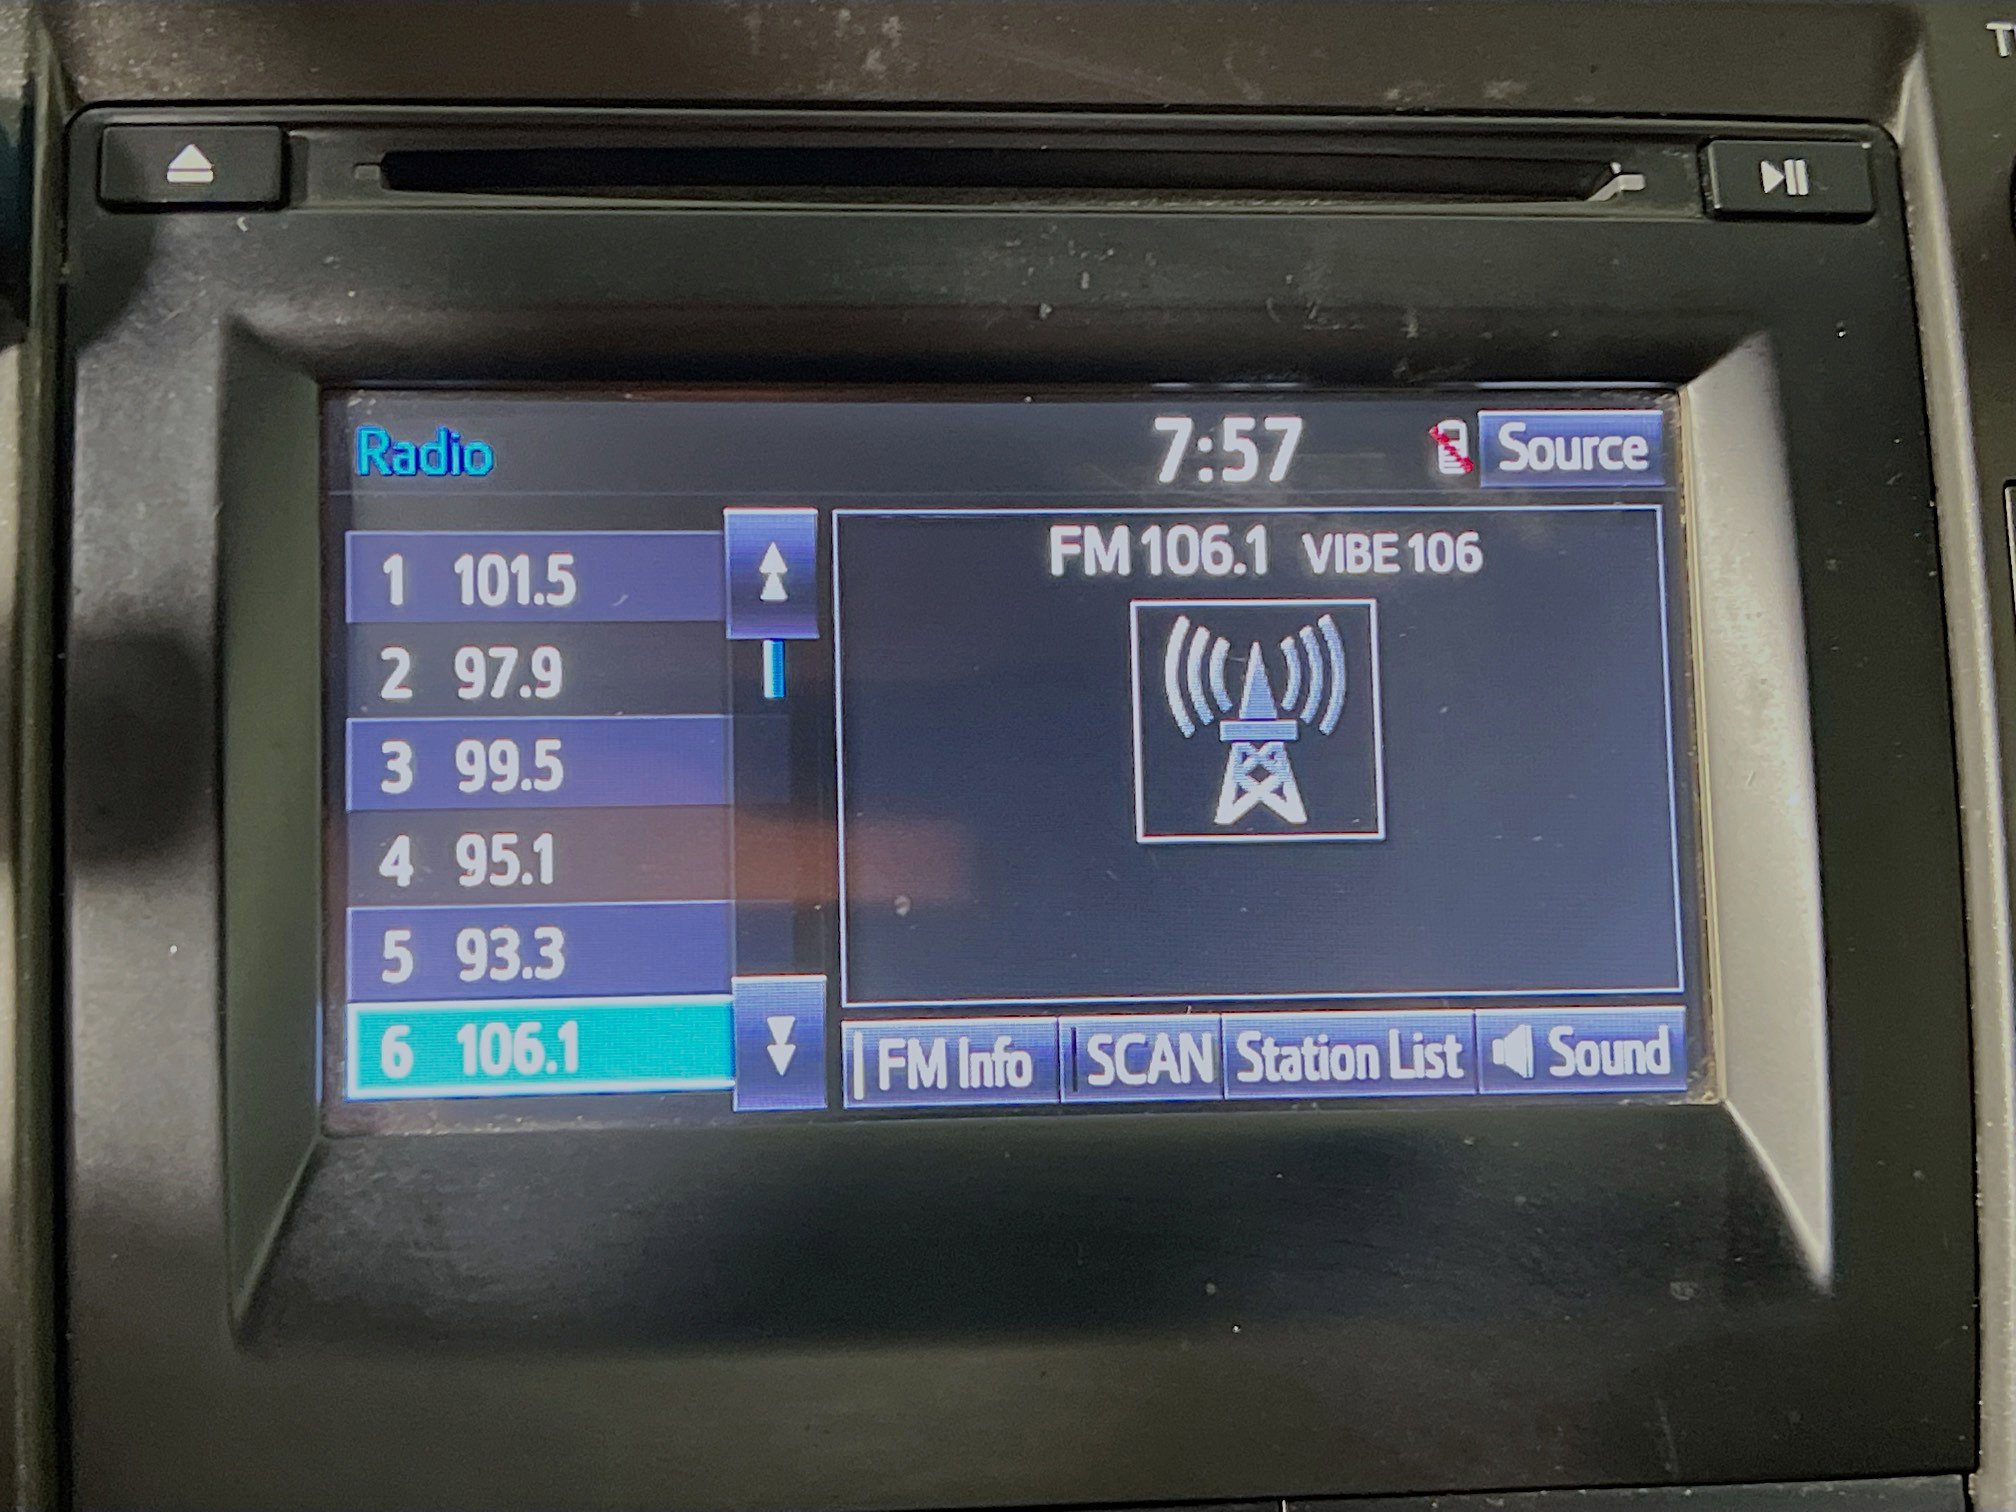 Radio 7:57 Source
FM 106.1 VIBE 106
1 101.5
2 97.9
3 99.5
4 95.1
5 93.3
6 106.1
FM Info SCAN Station List Sound